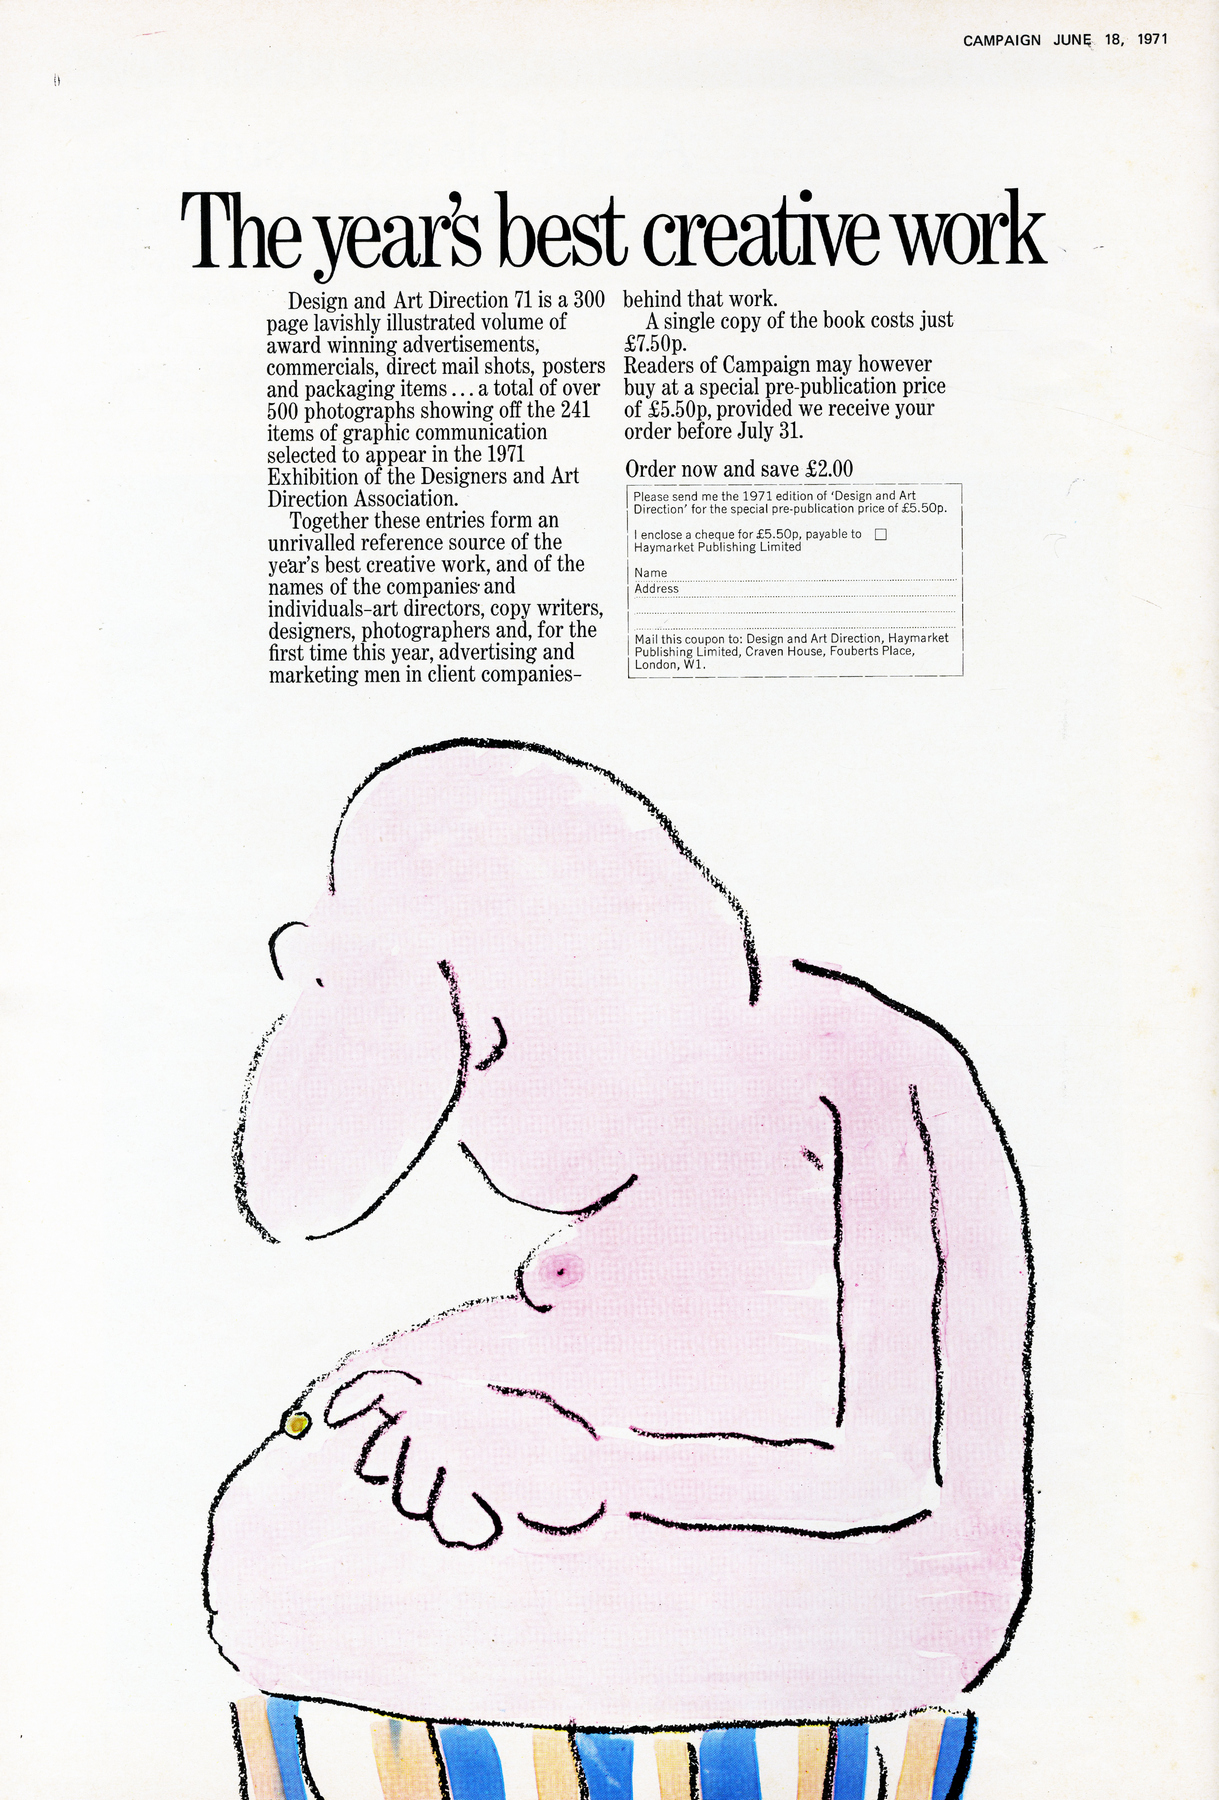 CAMPAIGN JUNE 18, 1971
The year's best creative work
Design and Art Direction 71 is a 300
page lavishly illustrated volume of
award winning advertisements,
commercials, direct mail shots, posters
and packaging items... a total of over
500 photographs showing off the 241
items of graphic communication
selected to appear in the 1971
Exhibition of the Designers and Art
Direction Association.
Together these entries form an
unrivalled reference source of the
year's best creative work, and of the
names of the companies and
individuals–art directors, copy writers,
designers, photographers and, for the
first time this year, advertising and
marketing men in client companies–
behind that work.
A single copy of the book costs just
£7.50p.
Readers of Campaign may however
buy at a special pre-publication price
of £5.50p, provided we receive your
order before July 31.
Order now and save £2.00
Please send me the 1971 edition of 'Design and Art
Direction' for the special pre-publication price of £5.50p.
I enclose a cheque for £5.50p, payable to
Haymarket Publishing Limited
Name
Address
Mail this coupon to: Design and Art Direction, Haymarket
Publishing Limited, Craven House, Fouberts Place,
London, W1.